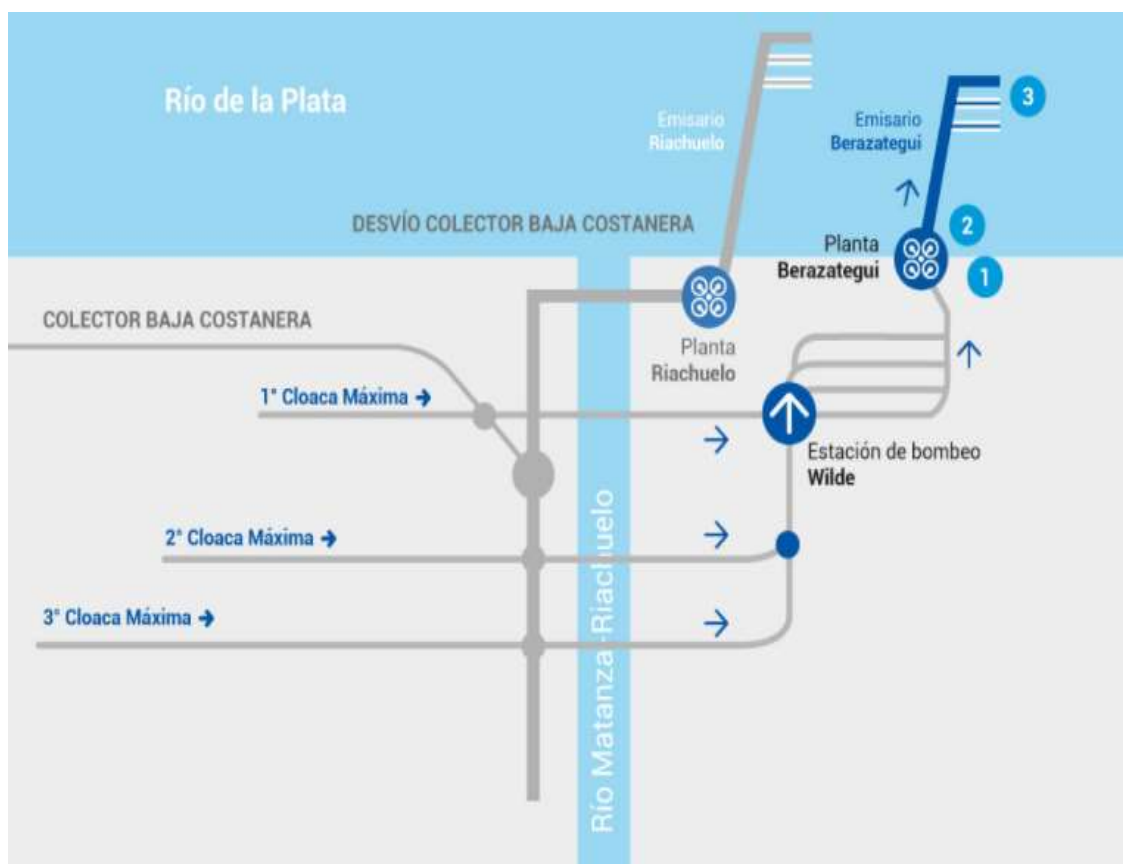 Río de la Plata
Emisario
Riachuelo
Emisario
Berazategui
3
DESVÍO COLECTOR BAJA COSTANERA
2
Planta
Berazategui
1
COLECTOR BAJA COSTANERA
Planta
Riachuelo
1° Cloaca Máxima
Estación de bombeo
Wilde
2° Cloaca Máxima
3° Cloaca Máxima
Río Matanza-Riachuelo